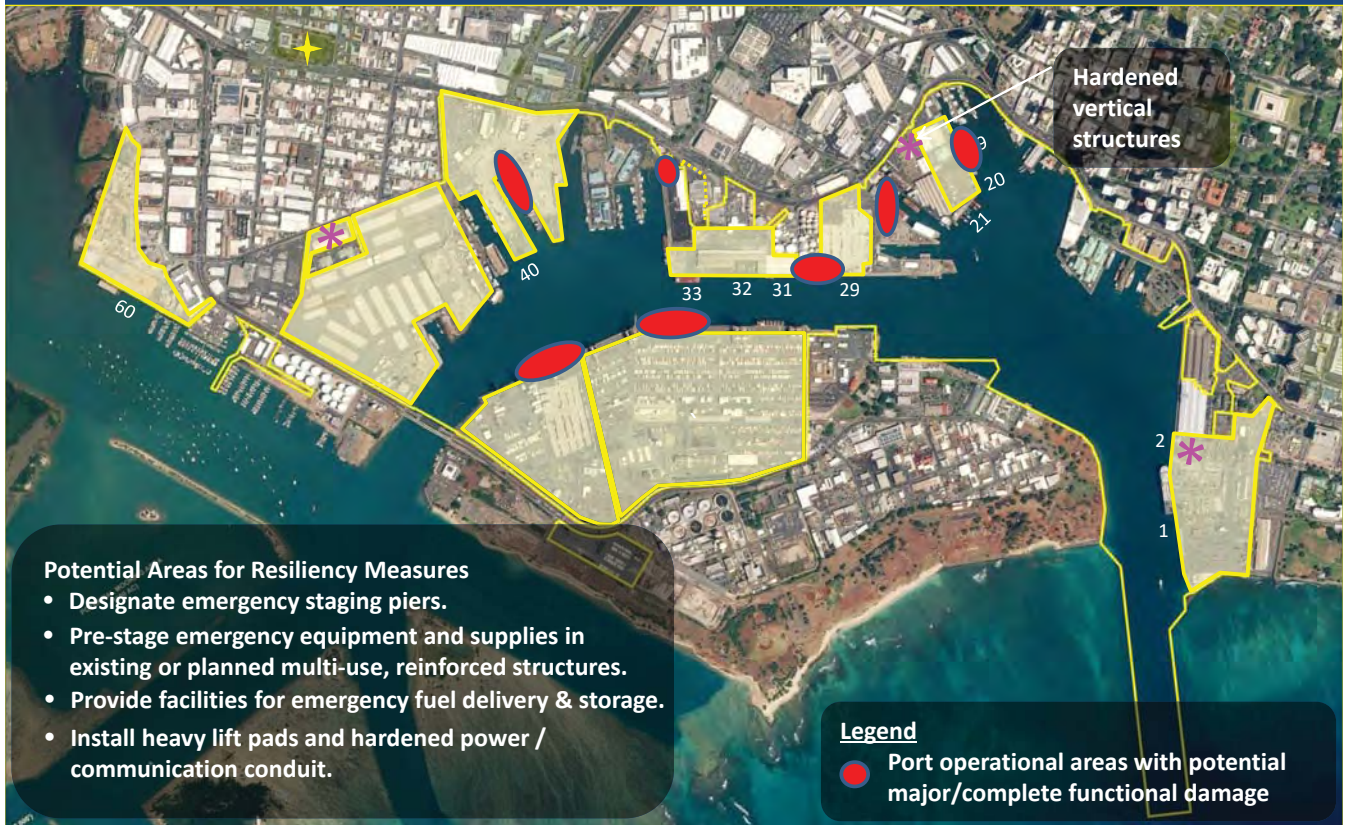 Hardened
vertical
structures
9
20
21
40
33
32
31
29
60
2
1
Potential Areas for Resiliency Measures
• Designate emergency staging piers.
• Pre-stage emergency equipment and supplies in
existing or planned multi-use, reinforced structures.
• Provide facilities for emergency fuel delivery & storage.
• Install heavy lift pads and hardened power /
communication conduit.
Legend
Port operational areas with potential
major/complete functional damage